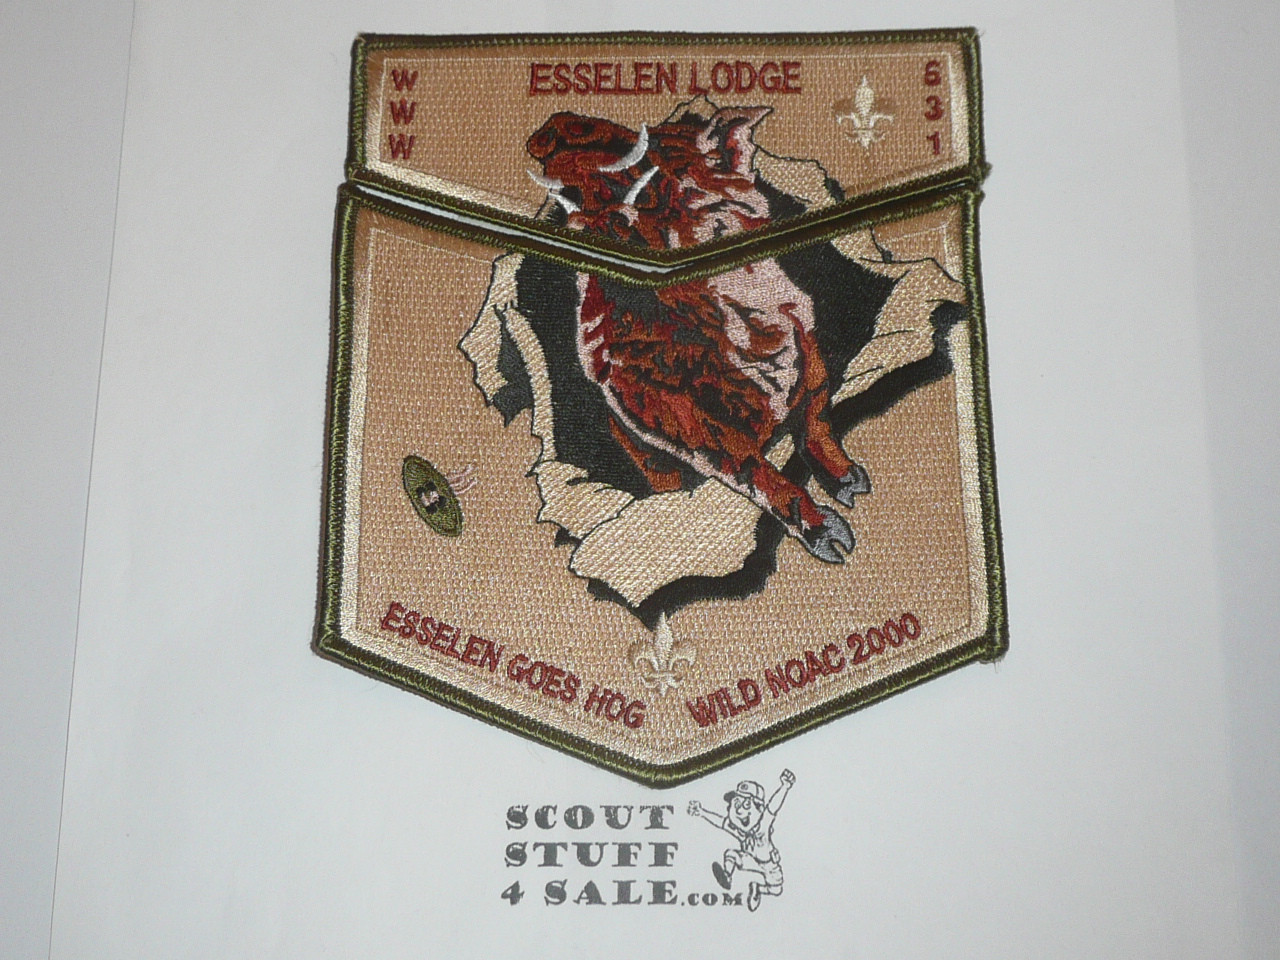 WWW
ESSELEN LODGE
631
ESSELEN GOES HOG WILD NOAC 2000
SCOUT
STUFF
4 SALE.COM